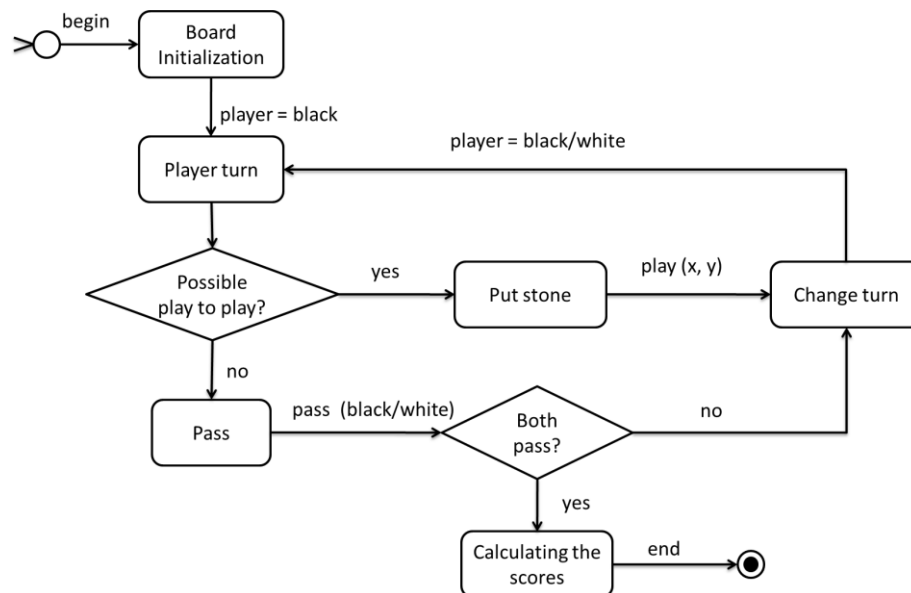 begin
Board
Initialization
player = black
player = black/white
Player turn
Possible
play to play?
yes
Put stone
play (x, y)
Change turn
no
Pass
pass  (black/white)
Both
pass?
no
yes
Calculating the
scores
end